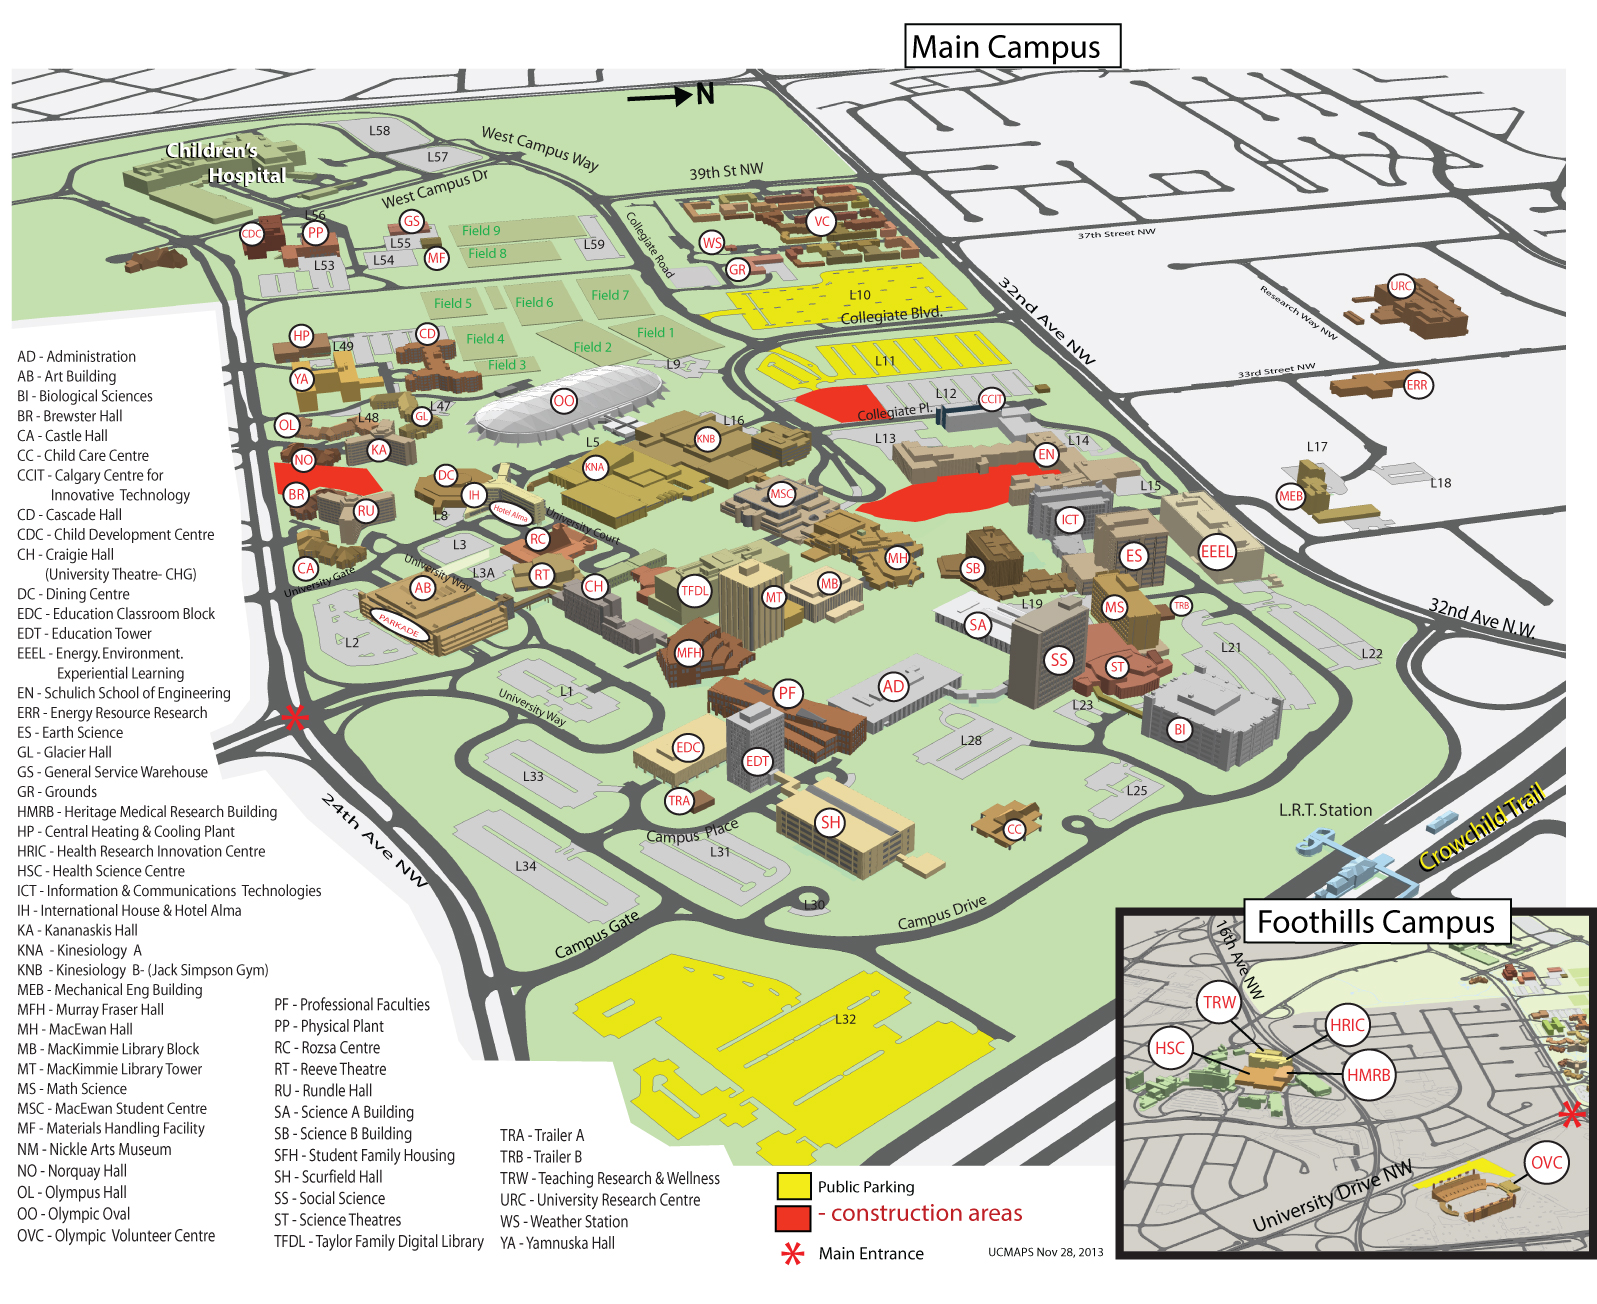 Main Campus
N
L58
L57
West Campus Way
Children's
Hospital
39th St NW
West Campus Dr
L56
CDC
PP
GS
L55
L54
L53
MF
Field 9
Field 8
L59
Collegiate Road
WS
VC
GR
37th Street NW
Field 5
Field 6
Field 7
L10
Collegiate Blvd.
32nd Ave NW
Research Way NW
URC
HP
L49
CD
Field 4
Field 3
Field 2
Field 1
L9
L11
33rd Street NW
ERR
YA
OL
L48
GL
L47
OO
L16
L12
CCIT
Collegiate Pl.
KA
NO
L5
KNB
KNA
L13
EN
L14
L15
L17
L18
MEB
BR
RU
DC
IH
Hotel Alma
L8
University Court
MSC
ICT
L3
RC
MH
SB
ES
EEEL
CA
University Gate
University Way
L3A
RT
AB
PARKADE
CH
TFDL
MT
MB
L19
MS
TRB
SA
32nd Ave N.W.
L2
MFH
SS
ST
L21
L22
L1
University Way
PF
AD
L23
BI
L28
EDC
EDT
L33
L25
TRA
Campus Place
SH
CC
L.R.T. Station
Crowchild Trail
24th Ave NW
L34
L31
L30
Campus Drive
Campus Gate
L32
AD - Administration
AB - Art Building
BI - Biological Sciences
BR - Brewster Hall
CA - Castle Hall
CC - Child Care Centre
CCIT - Calgary Centre for
Innovative Technology
CD - Cascade Hall
CDC - Child Development Centre
CH - Craigie Hall
(University Theatre- CHG)
DC - Dining Centre
EDC - Education Classroom Block
EDT - Education Tower
EEEL - Energy. Environment.
Experiential Learning
EN - Schulich School of Engineering
ERR - Energy Resource Research
ES - Earth Science
GL - Glacier Hall
GS - General Service Warehouse
GR - Grounds
HMRB - Heritage Medical Research Building
HP - Central Heating & Cooling Plant
HRIC - Health Research Innovation Centre
HSC - Health Science Centre
ICT - Information & Communications Technologies
IH - International House & Hotel Alma
KA - Kananaskis Hall
KNA - Kinesiology A
KNB - Kinesiology B- (Jack Simpson Gym)
MEB - Mechanical Eng Building
MFH - Murray Fraser Hall
MH - MacEwan Hall
MB - MacKimmie Library Block
MT - MacKimmie Library Tower
MS - Math Science
MSC - MacEwan Student Centre
MF - Materials Handling Facility
NM - Nickle Arts Museum
NO - Norquay Hall
OL - Olympus Hall
OO - Olympic Oval
OVC - Olympic Volunteer Centre
PF - Professional Faculties
PP - Physical Plant
RC - Rozsa Centre
RT - Reeve Theatre
RU - Rundle Hall
SA - Science A Building
SB - Science B Building
SFH - Student Family Housing
SH - Scurfield Hall
SS - Social Science
ST - Science Theatres
TFDL - Taylor Family Digital Library
TRA - Trailer A
TRB - Trailer B
TRW - Teaching Research & Wellness
URC - University Research Centre
WS - Weather Station
YA - Yamnuska Hall
Public Parking
- construction areas
Main Entrance
UCMAPS Nov 28, 2013
Foothills Campus
16th Ave NW
TRW
HRIC
HSC
HMRB
OVC
University Drive NW